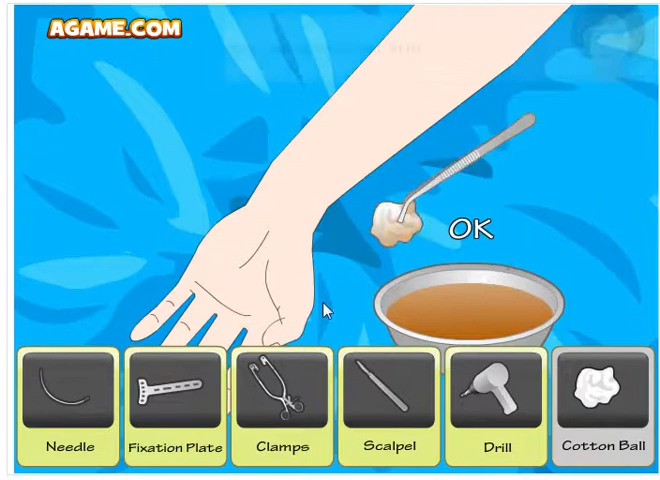 AGAME.COM
OK
Needle
Fixation Plate
Clamps
Scalpel
Drill
Cotton Ball